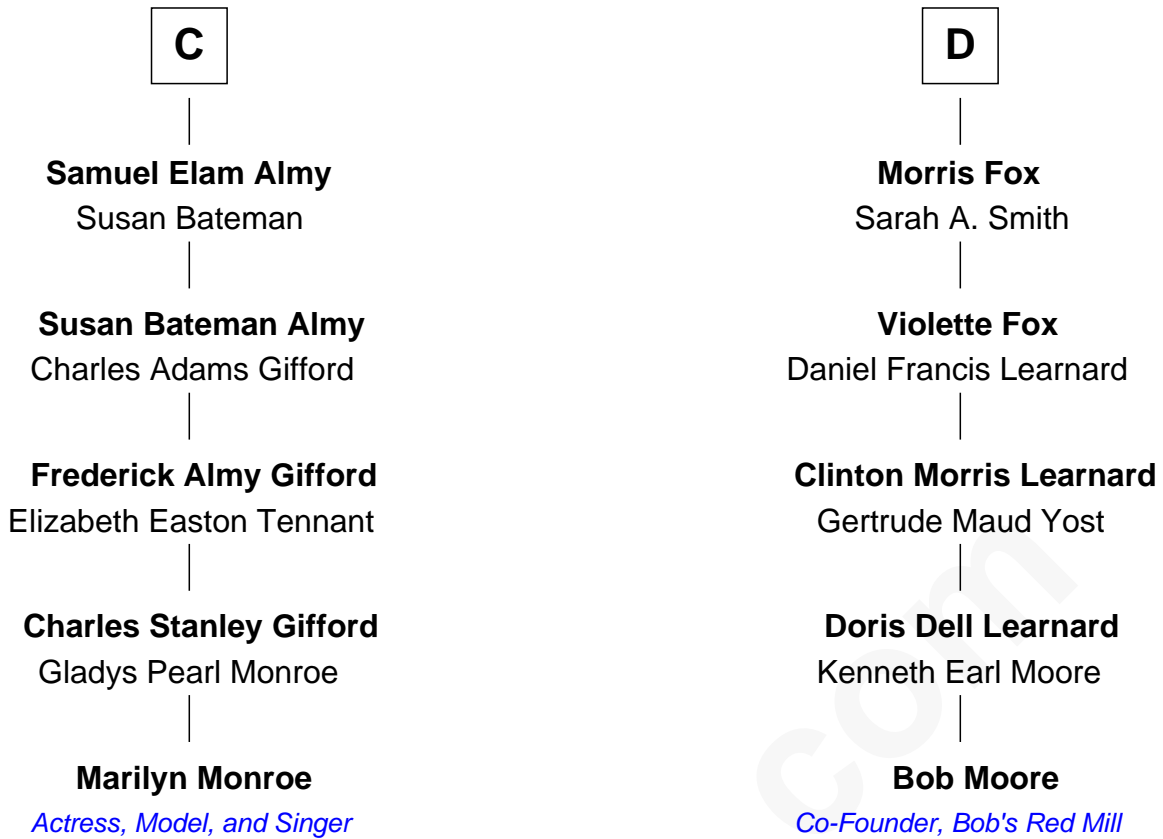 C
Samuel Elam Almy
Susan Bateman
Susan Bateman Almy
Charles Adams Gifford
Frederick Almy Gifford
Elizabeth Easton Tennant
Charles Stanley Gifford
Gladys Pearl Monroe
Marilyn Monroe
Actress, Model, and Singer
D
Morris Fox
Sarah A. Smith
Violette Fox
Daniel Francis Learnard
Clinton Morris Learnard
Gertrude Maud Yost
Doris Dell Learnard
Kenneth Earl Moore
Bob Moore
Co-Founder, Bob's Red Mill
com